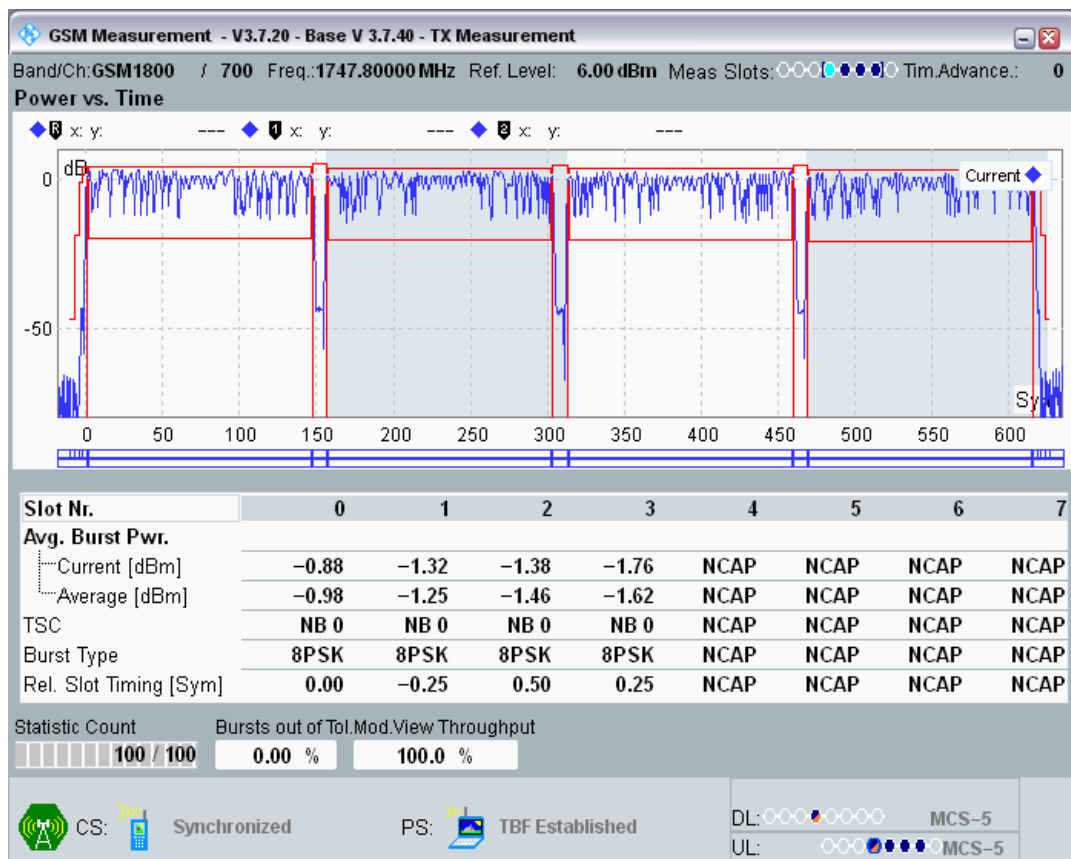 GSM Measurement - V3.7.20 - Base V 3.7.40 - TX Measurement
Band/Ch:GSM1800 / 700 Freq.:1747.80000 MHz Ref. Level: 6.00 dBm Meas Slots: Tim.Advance.: 0
Power vs. Time
R x: y: --- 1 x: y: --- 2 x: y: ---
dB
Current
0
-50
Sy
0 50 100 150 200 250 300 350 400 450 500 550 600
Slot Nr. 0 1 2 3 4 5 6 7
Avg. Burst Pwr.
Current [dBm] −0.88 −1.32 −1.38 −1.76 NCAP NCAP NCAP NCAP
Average [dBm] −0.98 −1.25 −1.46 −1.62 NCAP NCAP NCAP NCAP
TSC NB 0 NB 0 NB 0 NB 0 NCAP NCAP NCAP NCAP
Burst Type 8PSK 8PSK 8PSK 8PSK NCAP NCAP NCAP NCAP
Rel. Slot Timing [Sym] 0.00 −0.25 0.50 0.25 NCAP NCAP NCAP NCAP
Statistic Count Bursts out of Tol.Mod.View Throughput
100 / 100 0.00 % 100.0 %
CS: Synchronized PS: TBF Established
DL: MCS−5
UL: MCS−5